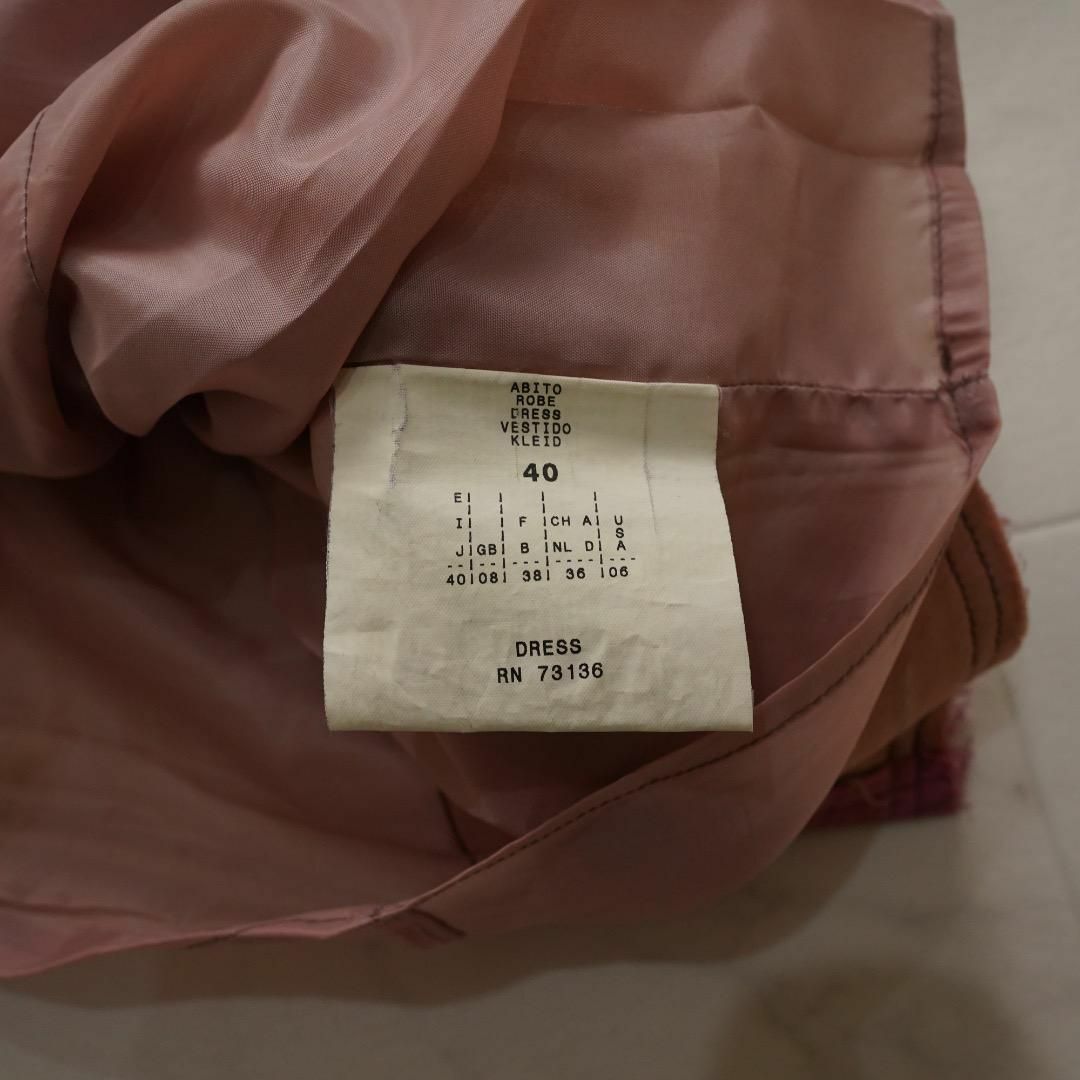 ABITO
ROBE
DRESS
VESTIDO
KLEID
40
E
I F CH A U
S
J GB B NL D A
40 08 38 36 06
DRESS
RN 73136